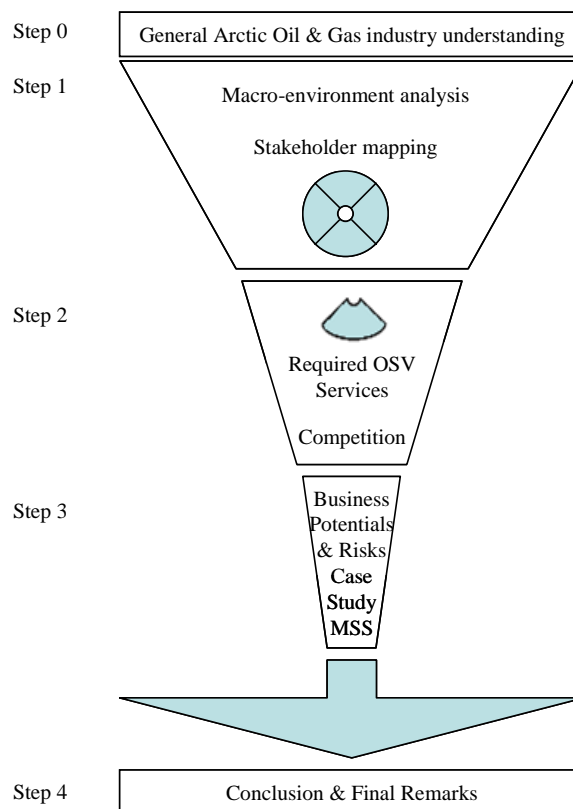 Step 0
General Arctic Oil & Gas industry understanding
Step 1
Macro-environment analysis
Stakeholder mapping
Step 2
Required OSV
Services
Competition
Step 3
Business
Potentials
& Risks
Case
Study
MSS
Step 4
Conclusion & Final Remarks